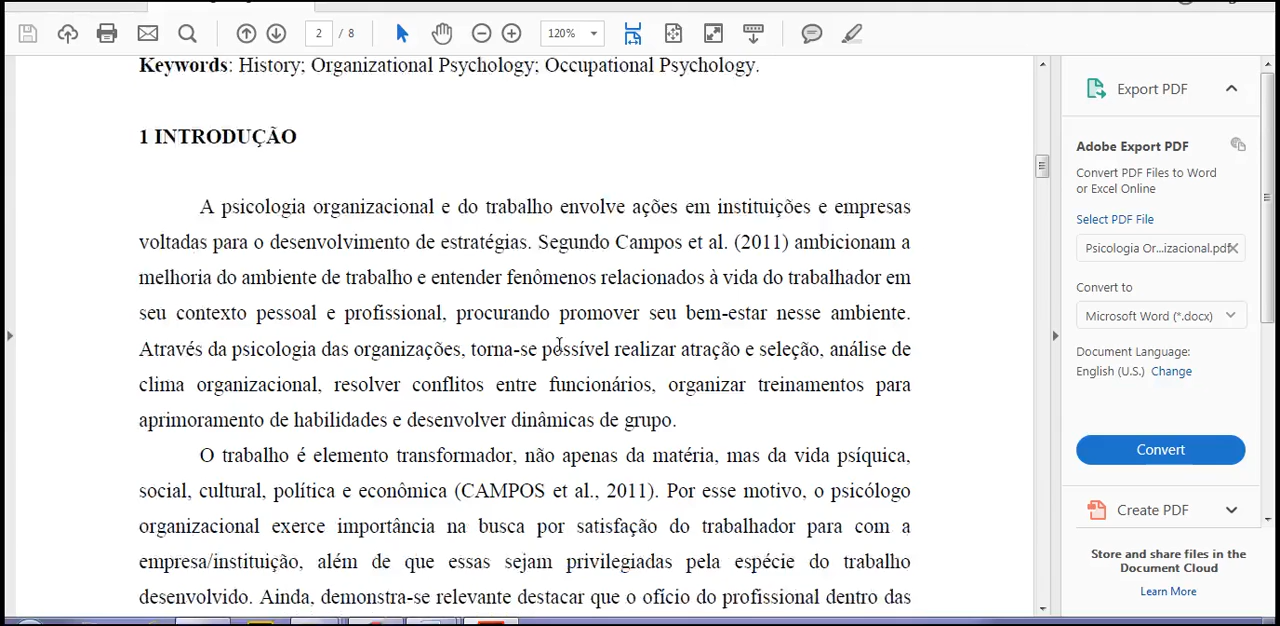 2 / 8
120%
Keywords: History; Organizational Psychology; Occupational Psychology.
1 INTRODUÇÃO
A psicologia organizacional e do trabalho envolve ações em instituições e empresas
voltadas para o desenvolvimento de estratégias. Segundo Campos et al. (2011) ambicionam a
melhoria do ambiente de trabalho e entender fenômenos relacionados à vida do trabalhador em
seu contexto pessoal e profissional, procurando promover seu bem-estar nesse ambiente.
Através da psicologia das organizações, torna-se possível realizar atração e seleção, análise de
clima organizacional, resolver conflitos entre funcionários, organizar treinamentos para
aprimoramento de habilidades e desenvolver dinâmicas de grupo.
O trabalho é elemento transformador, não apenas da matéria, mas da vida psíquica,
social, cultural, política e econômica (CAMPOS et al., 2011). Por esse motivo, o psicólogo
organizacional exerce importância na busca por satisfação do trabalhador para com a
empresa/instituição, além de que essas sejam privilegiadas pela espécie do trabalho
desenvolvido. Ainda, demonstra-se relevante destacar que o ofício do profissional dentro das
Export PDF
Adobe Export PDF
Convert PDF Files to Word
or Excel Online
Select PDF File
Psicologia Or...izacional.pdf
Convert to
Microsoft Word (*.docx)
Document Language:
English (U.S.) Change
Convert
Create PDF
Store and share files in the
Document Cloud
Learn More